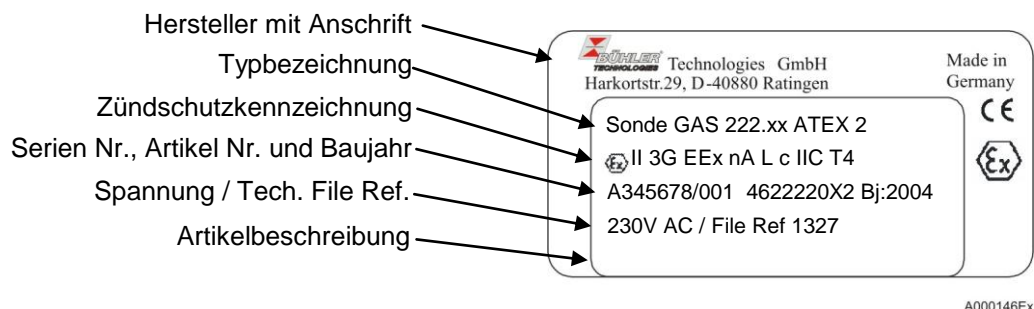 Hersteller mit Anschrift
Typbezeichnung
Zündschutzkennzeichnung
Serien Nr., Artikel Nr. und Baujahr
Spannung / Tech. File Ref.
Artikelbeschreibung
BÜHLER TECHNOLOGIES Technologies GmbH
Harkortstr.29, D-40880 Ratingen
Made in
Germany
CE
Sonde GAS 222.xx ATEX 2
Ex II 3G EEx nA L c IIC T4
Ex
A345678/001 4622220X2 Bj:2004
230V AC / File Ref 1327
A000146Ex